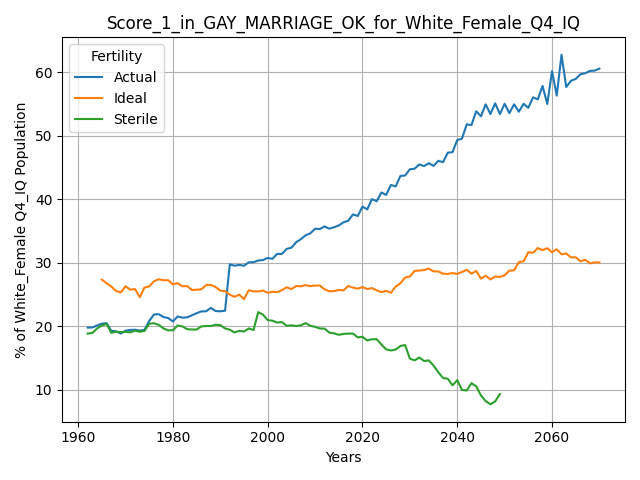 Score_1_in_GAY_MARRIAGE_OK_for_White_Female_Q4_IQ
Fertility
Actual
Ideal
Sterile
% of White_Female Q4_IQ Population
60
50
40
30
20
10
1960 1980 2000 2020 2040 2060
Years